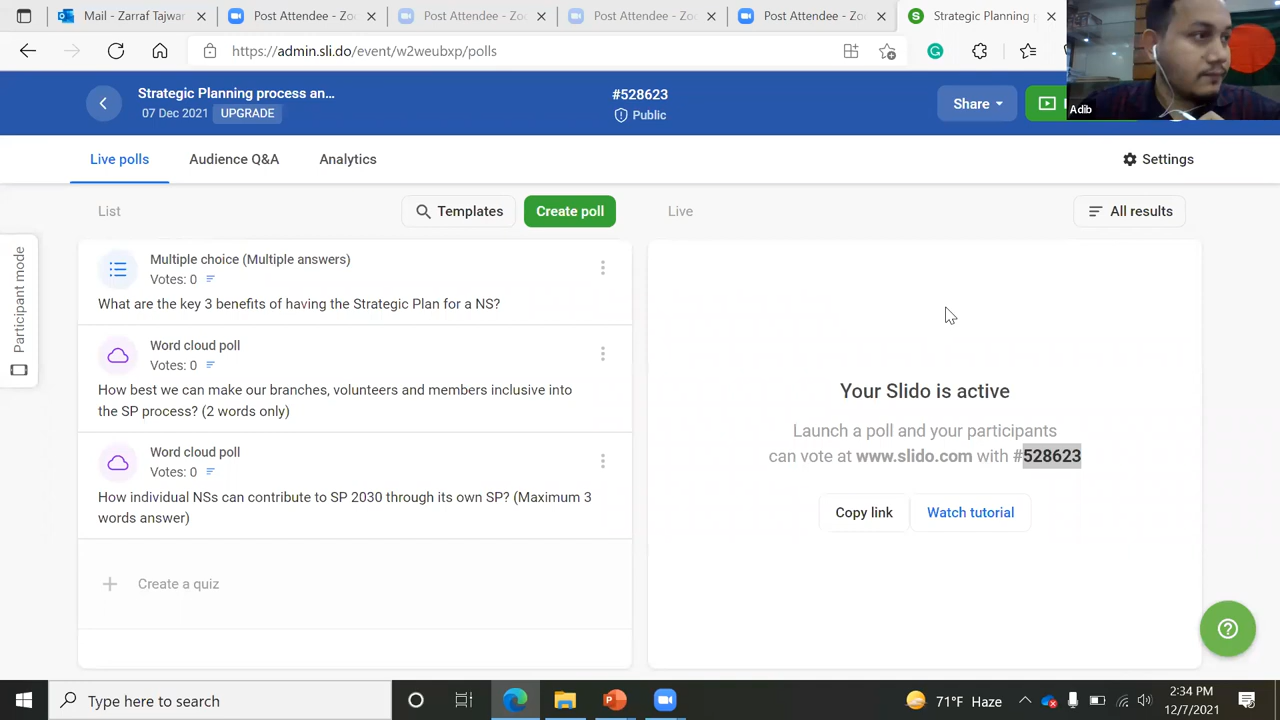 Mail - Zarraf Tajwar
Post Attendee - Zoo
Post Attendee - Zoo
Post Attendee - Zoo
Post Attendee - Zoo
Strategic Planning p
https://admin.sli.do/event/w2weubxp/polls
Strategic Planning process an...
07 Dec 2021 UPGRADE
#528623
Public
Share
Adib
Live polls
Audience Q&A
Analytics
Settings
List
Templates
Create poll
Live
All results
Participant mode
Multiple choice (Multiple answers)
Votes: 0
What are the key 3 benefits of having the Strategic Plan for a NS?
Word cloud poll
Votes: 0
How best we can make our branches, volunteers and members inclusive into
the SP process? (2 words only)
Word cloud poll
Votes: 0
How individual NSs can contribute to SP 2030 through its own SP? (Maximum 3
words answer)
Create a quiz
Your Slido is active
Launch a poll and your participants
can vote at www.slido.com with #528623
Copy link
Watch tutorial
Type here to search
71°F Haze
2:34 PM
12/7/2021